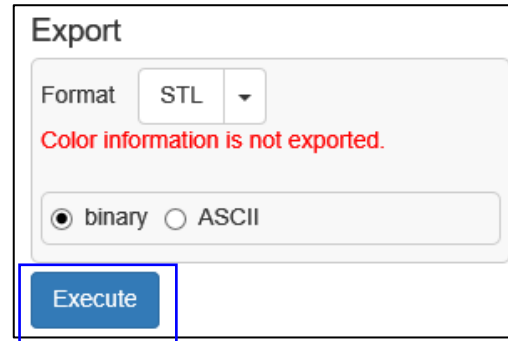 Export
Format STL
Color information is not exported.
binary ASCII
Execute